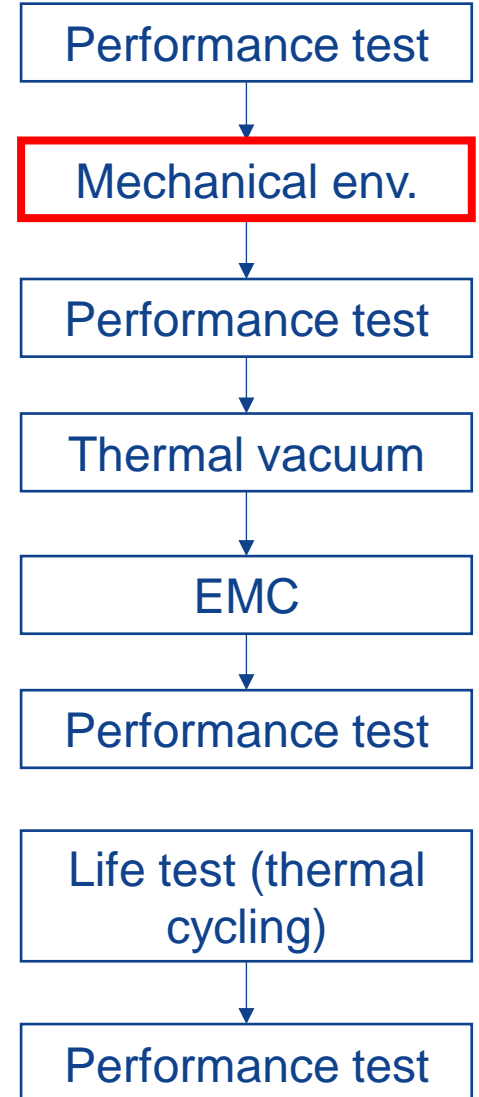 Performance test
Mechanical env.
Performance test
Thermal vacuum
EMC
Performance test
Life test (thermal
cycling)
Performance test